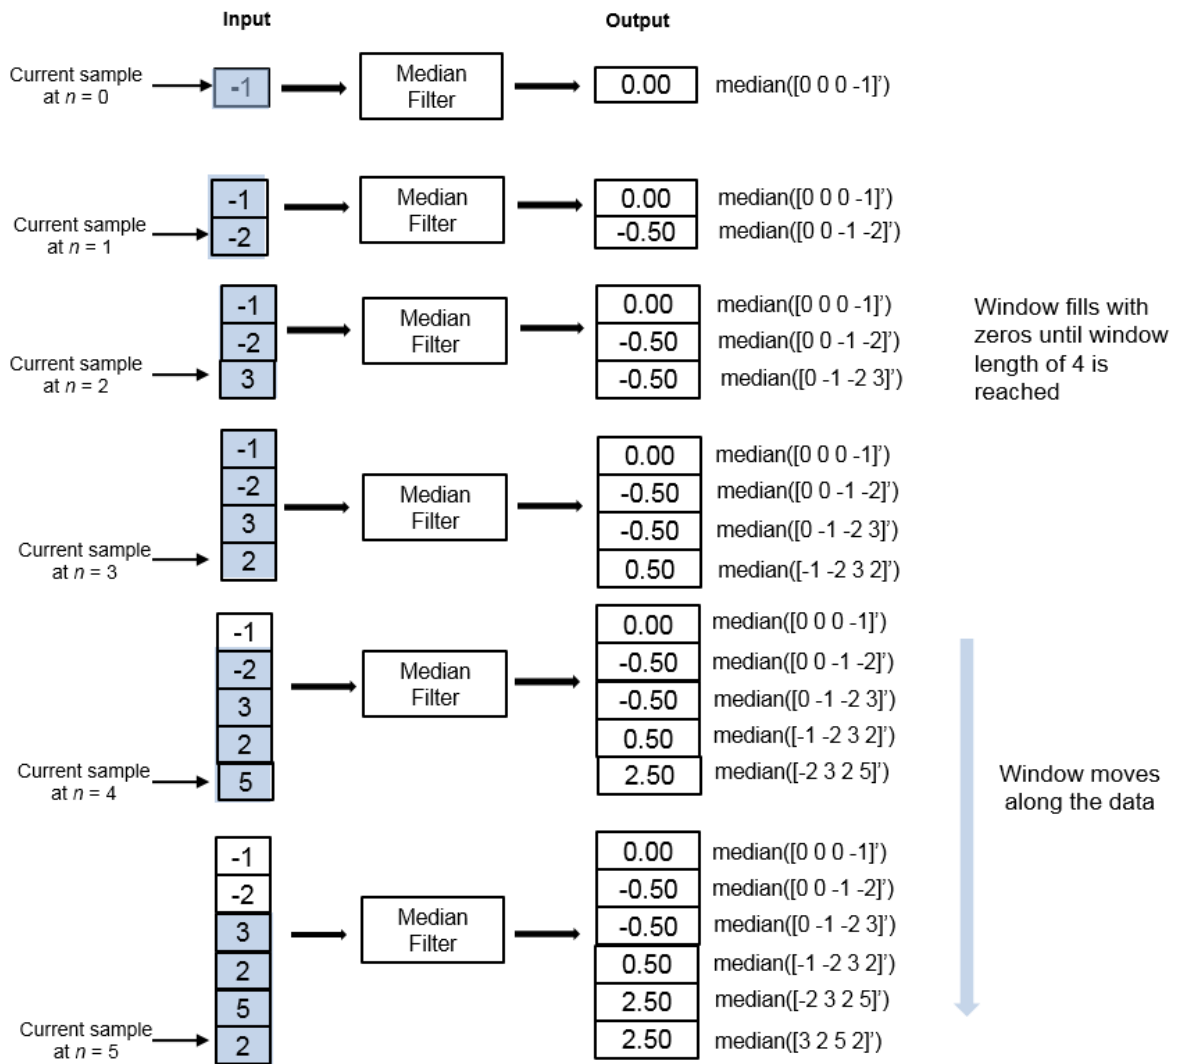 Input
Output
Current sample
at n = 0
-1
Median
Filter
0.00
median([0 0 0 -1]')
Current sample
at n = 1
-1
-2
Median
Filter
0.00
-0.50
median([0 0 0 -1]')
median([0 0 -1 -2]')
Current sample
at n = 2
-1
-2
3
Median
Filter
0.00
-0.50
-0.50
median([0 0 0 -1]')
median([0 0 -1 -2]')
median([0 -1 -2 3]')
Window fills with
zeros until window
length of 4 is
reached
Current sample
at n = 3
-1
-2
3
2
Median
Filter
0.00
-0.50
-0.50
0.50
median([0 0 0 -1]')
median([0 0 -1 -2]')
median([0 -1 -2 3]')
median([-1 -2 3 2]')
Current sample
at n = 4
-1
-2
3
2
5
Median
Filter
0.00
-0.50
-0.50
0.50
2.50
median([0 0 0 -1]')
median([0 0 -1 -2]')
median([0 -1 -2 3]')
median([-1 -2 3 2]')
median([-2 3 2 5]')
Window moves
along the data
Current sample
at n = 5
-1
-2
3
2
5
2
Median
Filter
0.00
-0.50
-0.50
0.50
2.50
2.50
median([0 0 0 -1]')
median([0 0 -1 -2]')
median([0 -1 -2 3]')
median([-1 -2 3 2]')
median([-2 3 2 5]')
median([3 2 5 2]')